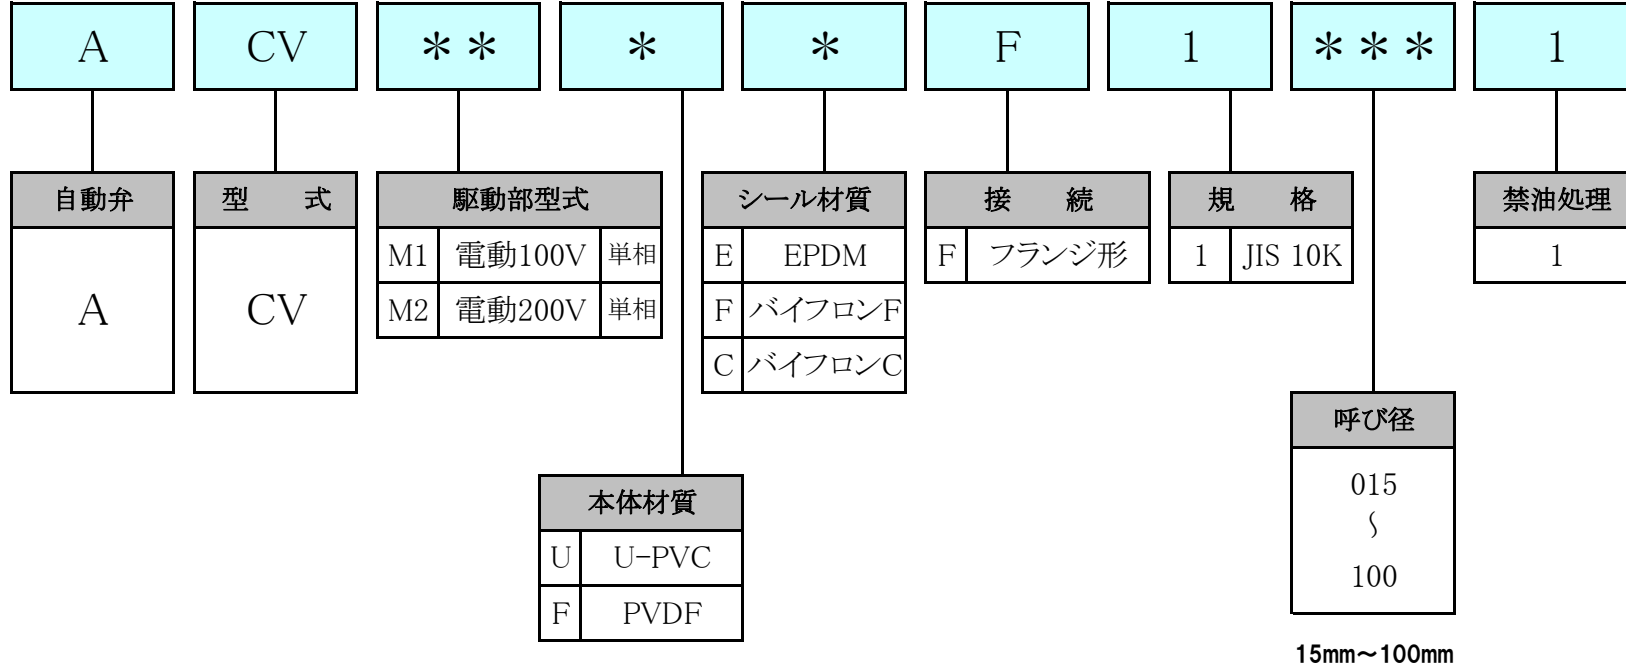 A CV ＊＊ ＊ ＊ F 1 ＊＊＊ 1
自動弁 型 式 駆動部型式 シール材質 接 続 規 格 禁油処理
A CV M1 電動100V 単相 E EPDM F フランジ形 1 JIS 10K 1
M2 電動200V 単相 F バイフロンF
C バイフロンC
呼び径
015
～
100
本体材質
U U-PVC
F PVDF
15mm～100mm